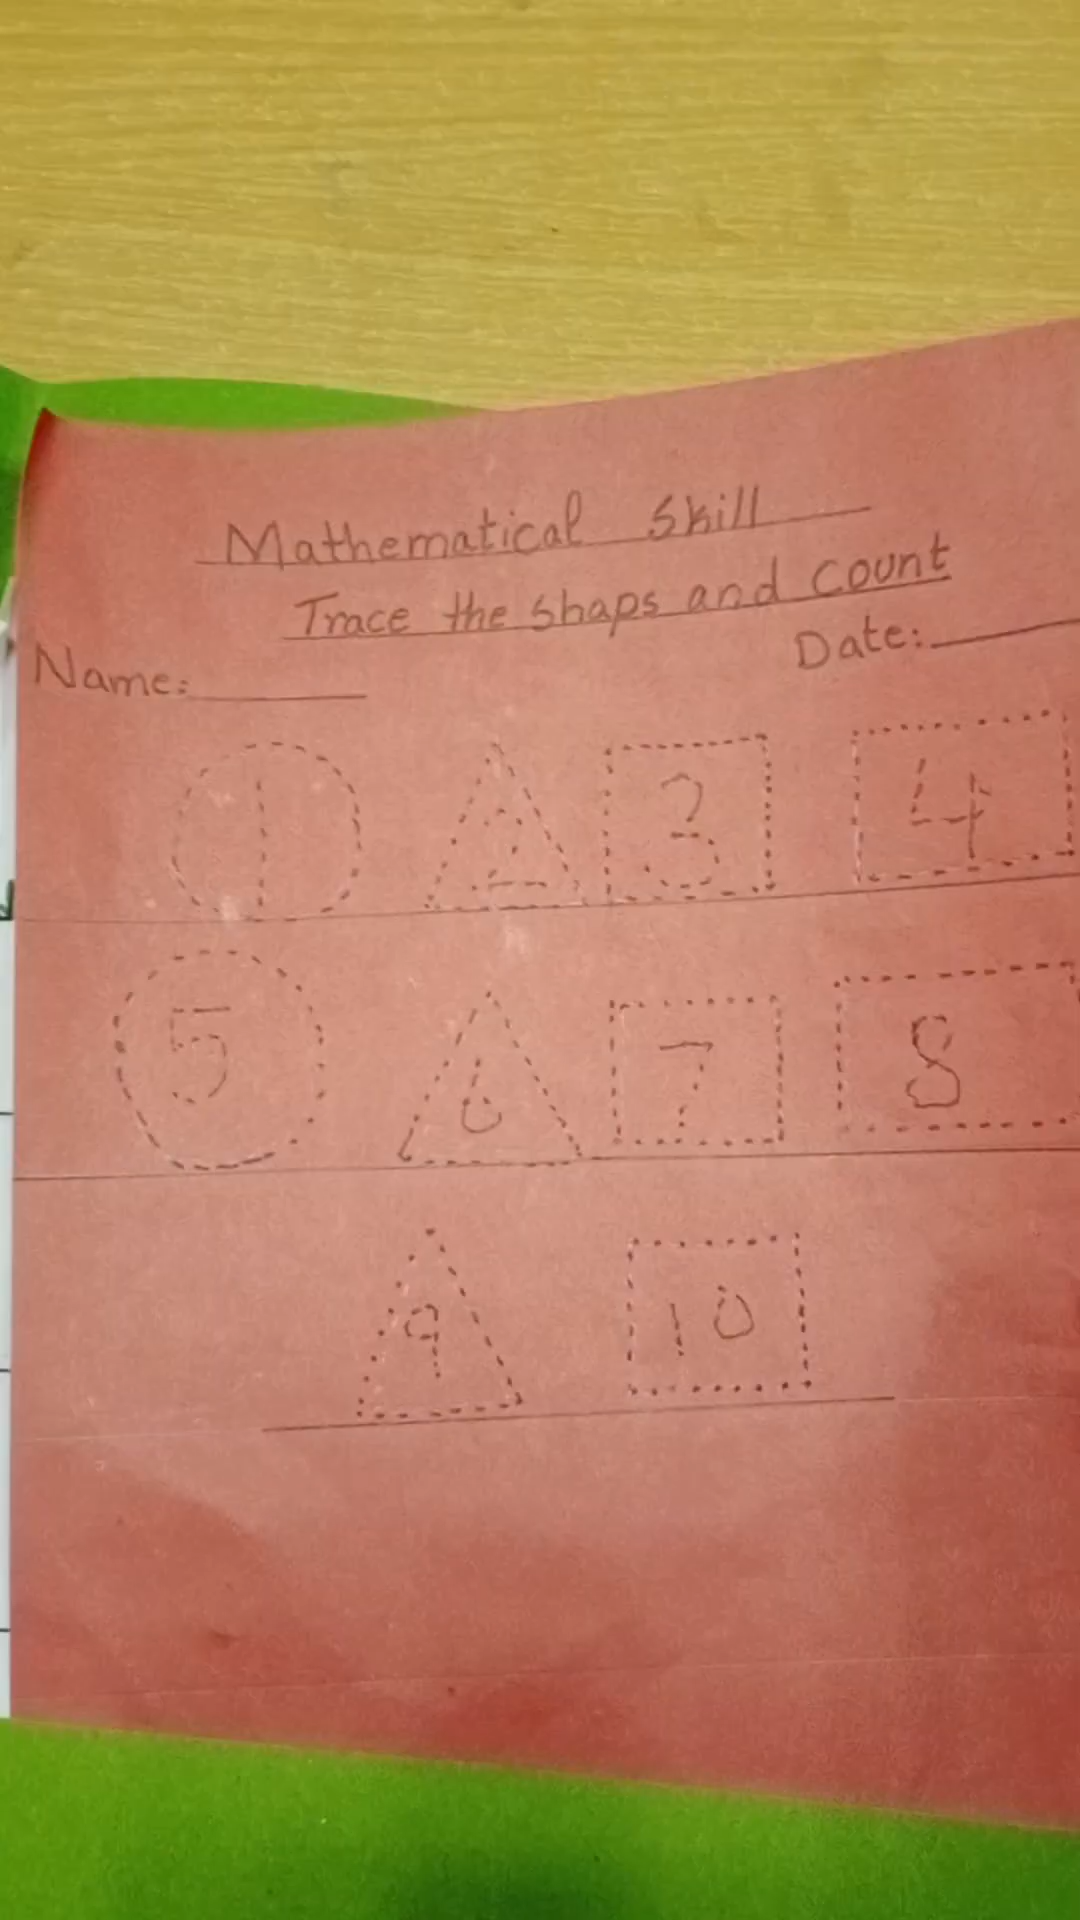 Mathematical Skill
Trace the shaps and count
Name: Date:
1 2 3 4
5 6 7 8
9 10